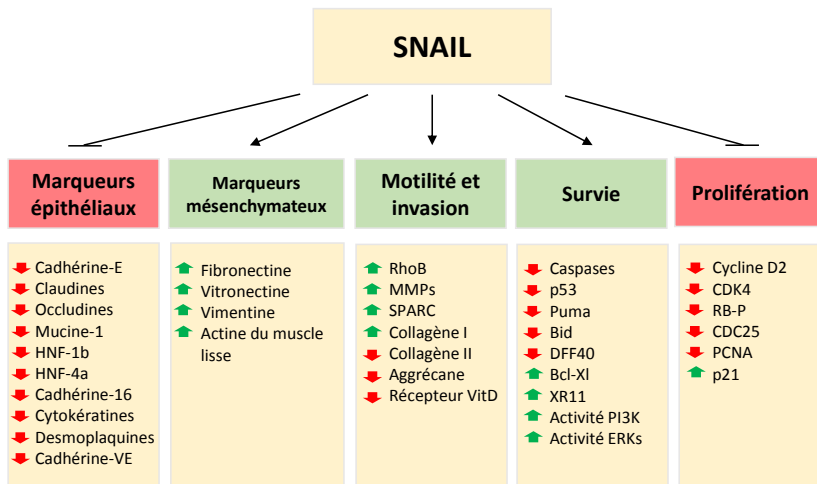 SNAIL
Marqueurs
épithéliaux
Marqueurs
mésenchymateux
Motilité et
invasion
Survie
Prolifération
Cadhérine-E
Claudines
Occludines
Mucine-1
HNF-1b
HNF-4a
Cadhérine-16
Cytokératines
Desmoplaquines
Cadhérine-VE
Fibronectine
Vitronectine
Vimentine
Actine du muscle
lisse
RhoB
MMPs
SPARC
Collagène I
Collagène II
Aggrécane
Récepteur VitD
Caspases
p53
Puma
Bid
DFF40
Bcl-Xl
XR11
Activité PI3K
Activité ERKs
Cycline D2
CDK4
RB-P
CDC25
PCNA
p21